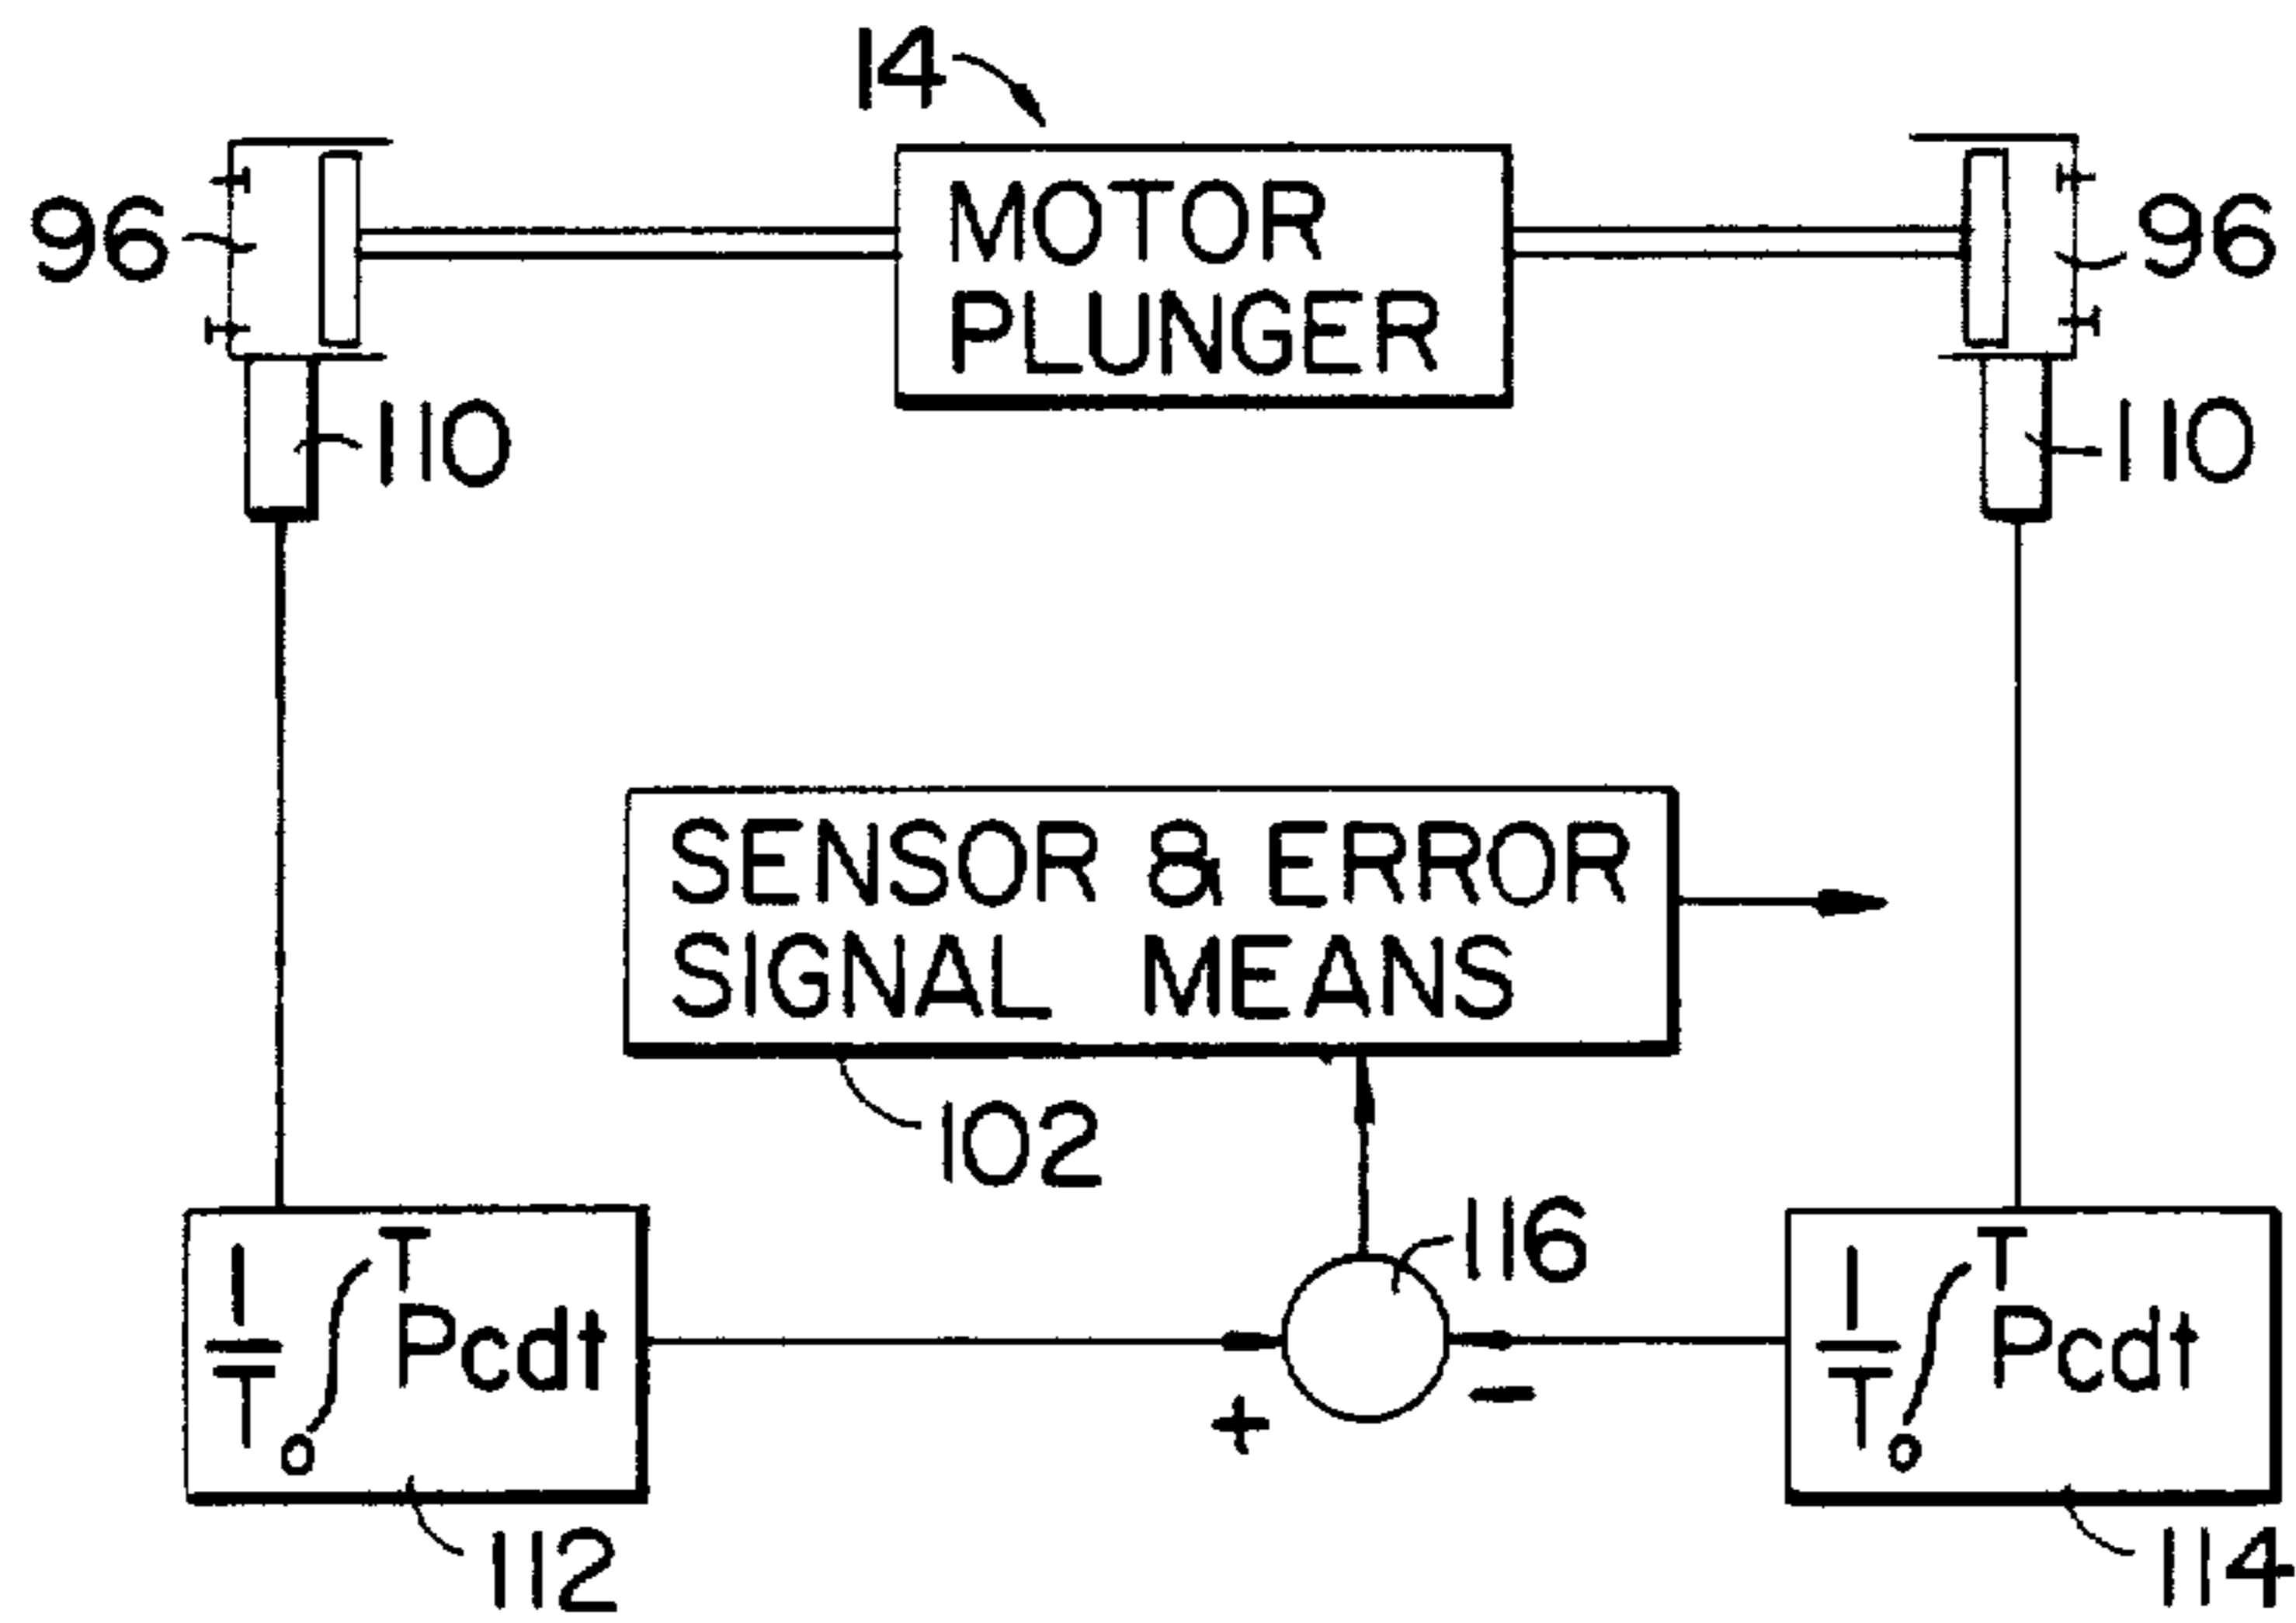 14
96
MOTOR
PLUNGER
96
110
110
SENSOR & ERROR
SIGNAL MEANS
102
116
1/T ∫₀ᵀ Pcdt
+
−
1/T ∫₀ᵀ Pcdt
112
114